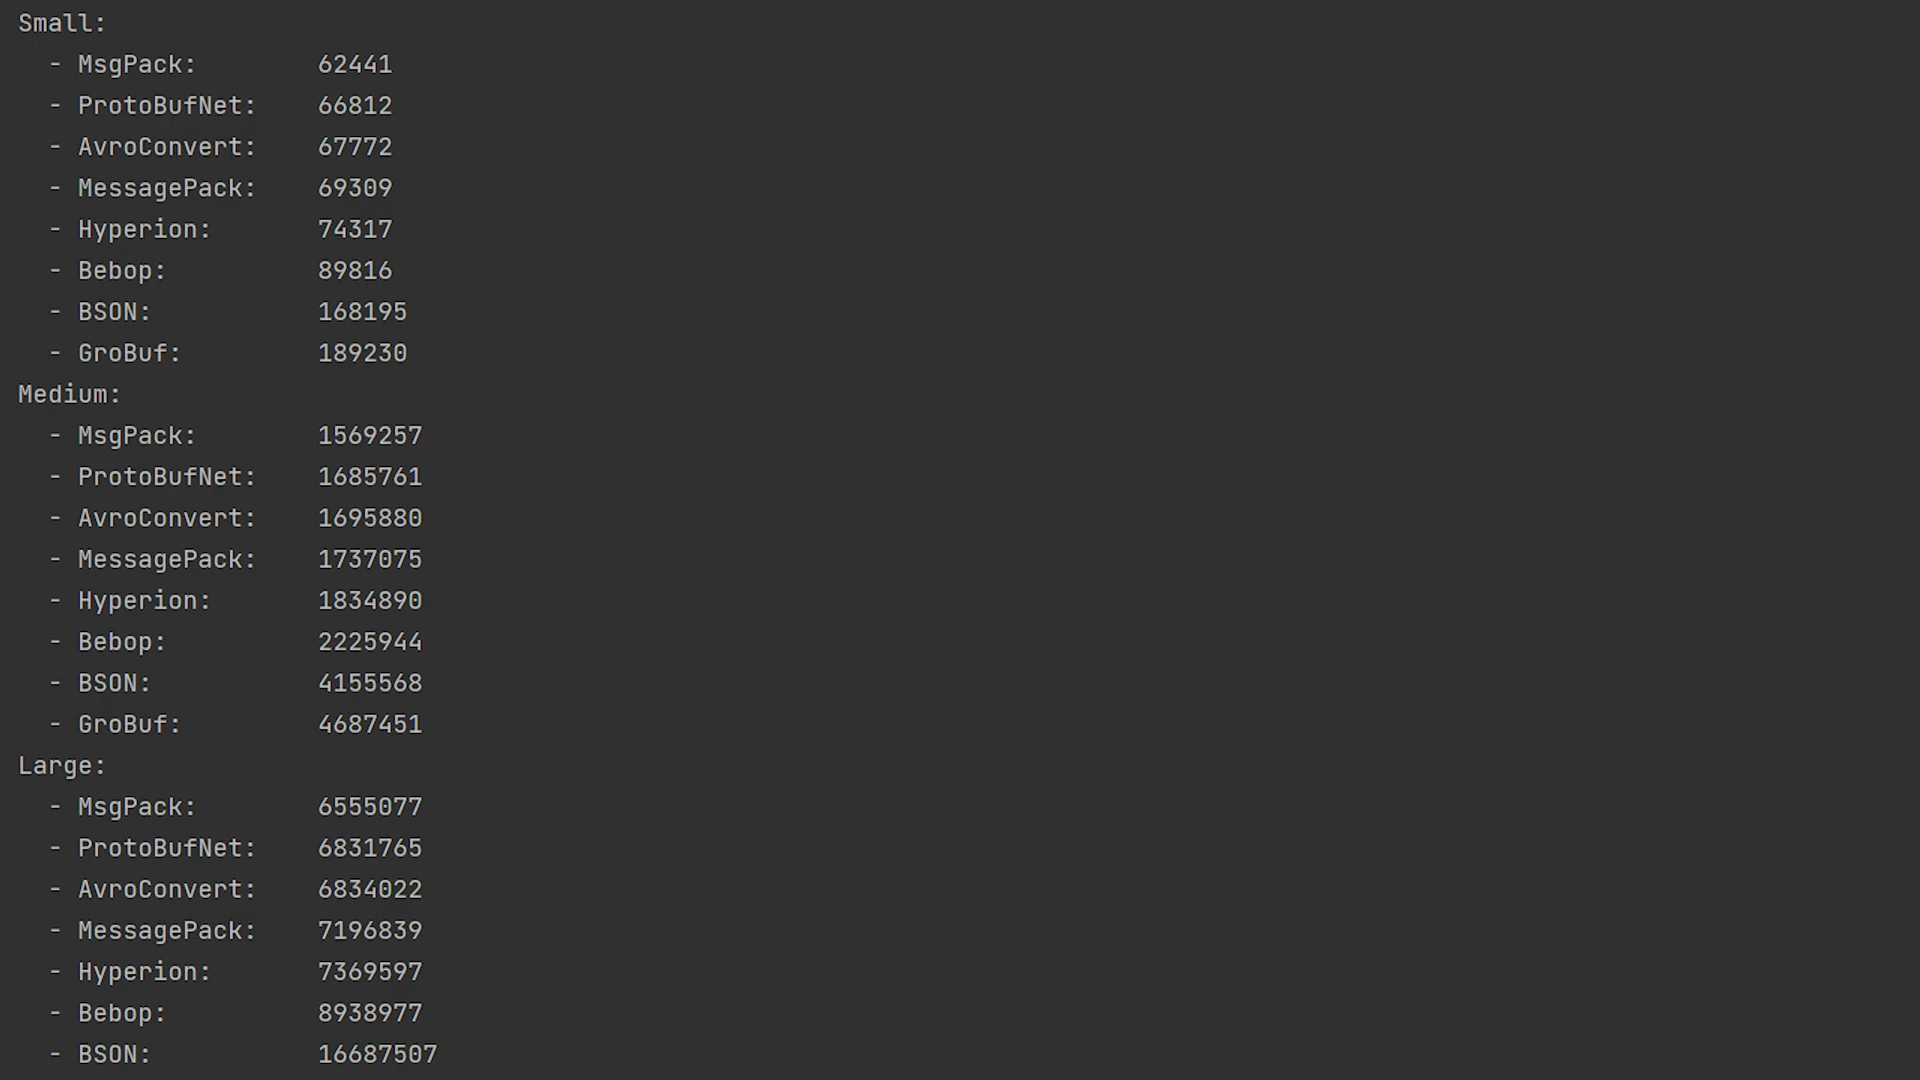 Small:
- MsgPack: 62441
- ProtoBufNet: 66812
- AvroConvert: 67772
- MessagePack: 69309
- Hyperion: 74317
- Bebop: 89816
- BSON: 168195
- GroBuf: 189230
Medium:
- MsgPack: 1569257
- ProtoBufNet: 1685761
- AvroConvert: 1695880
- MessagePack: 1737075
- Hyperion: 1834890
- Bebop: 2225944
- BSON: 4155568
- GroBuf: 4687451
Large:
- MsgPack: 6555077
- ProtoBufNet: 6831765
- AvroConvert: 6834022
- MessagePack: 7196839
- Hyperion: 7369597
- Bebop: 8938977
- BSON: 16687507